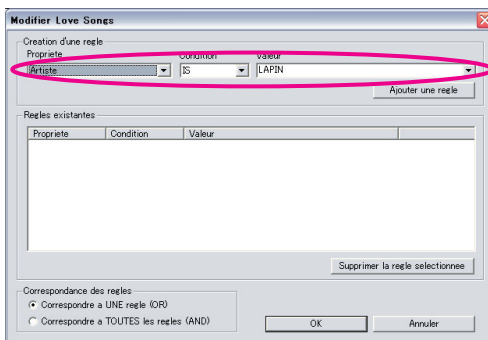 Modifier Love Songs
Creation d'une regle
Propriete Condition Valeur
Artiste IS LAPIN
Ajouter une regle
Regles existantes
Propriete Condition Valeur
Supprimer la regle selectionnee
Correspondance des regles
Correspondre a UNE regle (OR)
Correspondre a TOUTES les regles (AND)
OK Annuler